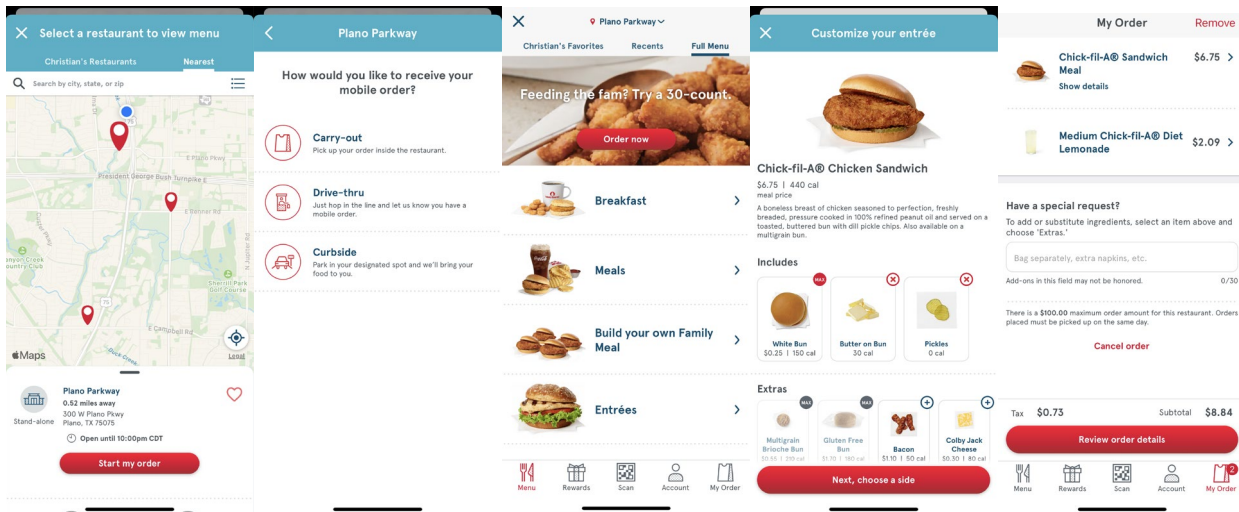 Select a restaurant to view menu
Christian's Restaurants
Nearest
Search by city, state, or zip
75
E Plano Pkwy
President George Bush Turnpike E
E Renner Rd
Custer Pkwy
N Jupiter Rd
Canyon Creek
Country Club
Sherrill Park
Golf Course
75
E Campbell Rd
Duck Creek
Maps
Legal
Stand-alone
Plano Parkway
0.52 miles away
300 W Plano Pkwy
Plano, TX 75075
Open until 10:00pm CDT
Start my order
Plano Parkway
How would you like to receive your
mobile order?
Carry-out
Pick up your order inside the restaurant.
Drive-thru
Just hop in the line and let us know you have a
mobile order.
Curbside
Park in your designated spot and we'll bring your
food to you.
Plano Parkway
Christian's Favorites
Recents
Full Menu
Feeding the fam? Try a 30-count.
Order now
Breakfast
Meals
Build your own Family
Meal
Entrées
Menu
Rewards
Scan
Account
My Order
Customize your entrée
Chick-fil-A® Chicken Sandwich
$6.75 | 440 cal
meal price
A boneless breast of chicken seasoned to perfection, freshly
breaded, pressure cooked in 100% refined peanut oil and served on a
toasted, buttered bun with dill pickle chips. Also available on a
multigrain bun.
Includes
MAX
White Bun
$0.25 | 150 cal
Butter on Bun
30 cal
Pickles
0 cal
Extras
MAX
Multigrain
Brioche Bun
MAX
Gluten Free
Bun
Bacon
$1.10 | 50 cal
Colby Jack
Cheese
$0.30 | 80 cal
Next, choose a side
My Order
Remove
Chick-fil-A® Sandwich
Meal
$6.75
Show details
Medium Chick-fil-A® Diet
Lemonade
$2.09
Have a special request?
To add or substitute ingredients, select an item above and
choose 'Extras.'
Bag separately, extra napkins, etc.
Add-ons in this field may not be honored.
0/30
There is a $100.00 maximum order amount for this restaurant. Orders
placed must be picked up on the same day.
Cancel order
Tax $0.73
Subtotal $8.84
Review order details
Menu
Rewards
Scan
Account
My Order
2